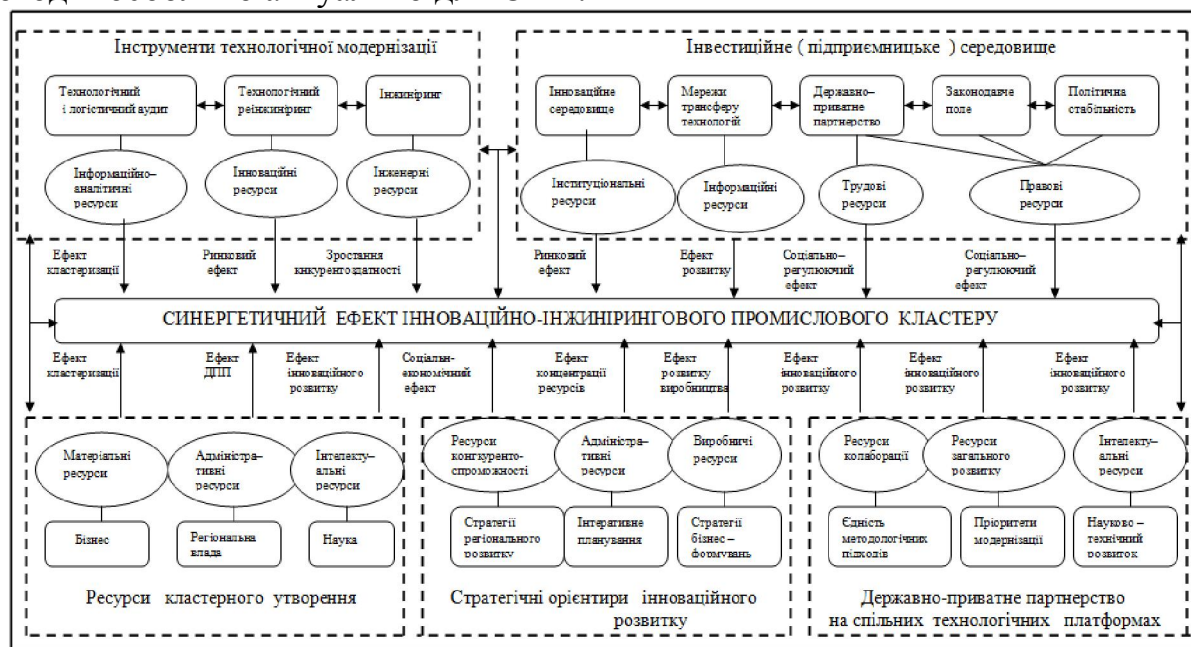 Інструменти технологічної модернізації
Технологічний
і логістичний аудит
Технологічний
реінжиніринг
Інжиніринг
Інформаційно-
аналітичні
ресурси
Інноваційні
ресурси
Інженерні
ресурси
Інвестиційне ( підприємницьке ) середовище
Інноваційне
середовище
Мережи
трансферу
технологій
Державно-
приватне
партнерство
Законодавче
поле
Політична
стабільність
Інституціональні
ресурси
Інформаційні
ресурси
Трудові
ресурси
Правові
ресурси
Ефект
кластеризації
Ринковий
ефект
Зростання
кнкурентоздатності
Ринковий
ефект
Ефект
розвитку
Соціально-
регулюючий
ефект
Соціально-
регулюючий
ефект
СИНЕРГЕТИЧНИЙ ЕФЕКТ ІННОВАЦІЙНО-ІНЖИНІРИНГОВОГО ПРОМИСЛОВОГО КЛАСТЕРУ
Ефект
кластеризації
Ефект
ДПП
Ефект
інноваційного
розвитку
Соціальн-
економічний
ефект
Ефект
концентрації
ресурсів
Ефект
розвитку
виробництва
Ефект
інноваційного
розвитку
Ефект
інноваційного
розвитку
Ефект
інноваційного
розвитку
Матеріальні
ресурси
Адміністра-
тивні
ресурси
Інтелекту-
альні
ресурси
Бізнес
Регіональна
влада
Наука
Ресурси кластерного утворення
Ресурси
конгкуренто-
спроможності
Адміністра-
тивні
ресурси
Виробничі
ресурси
Стратегії
регіонального
розвитку
Інтеративне
планування
Стратегії
бізнес –
формувань
Стратегічні орієнтири інноваційного
розвитку
Ресурси
колаборації
Ресурси
загального
розвитку
Інтелекту-
альні
ресурси
Єдність
методологічних
підходів
Пріоритети
модернізації
Науково –
технічний
розвиток
Державно-приватне партнерство
на спільних технологічних платформах